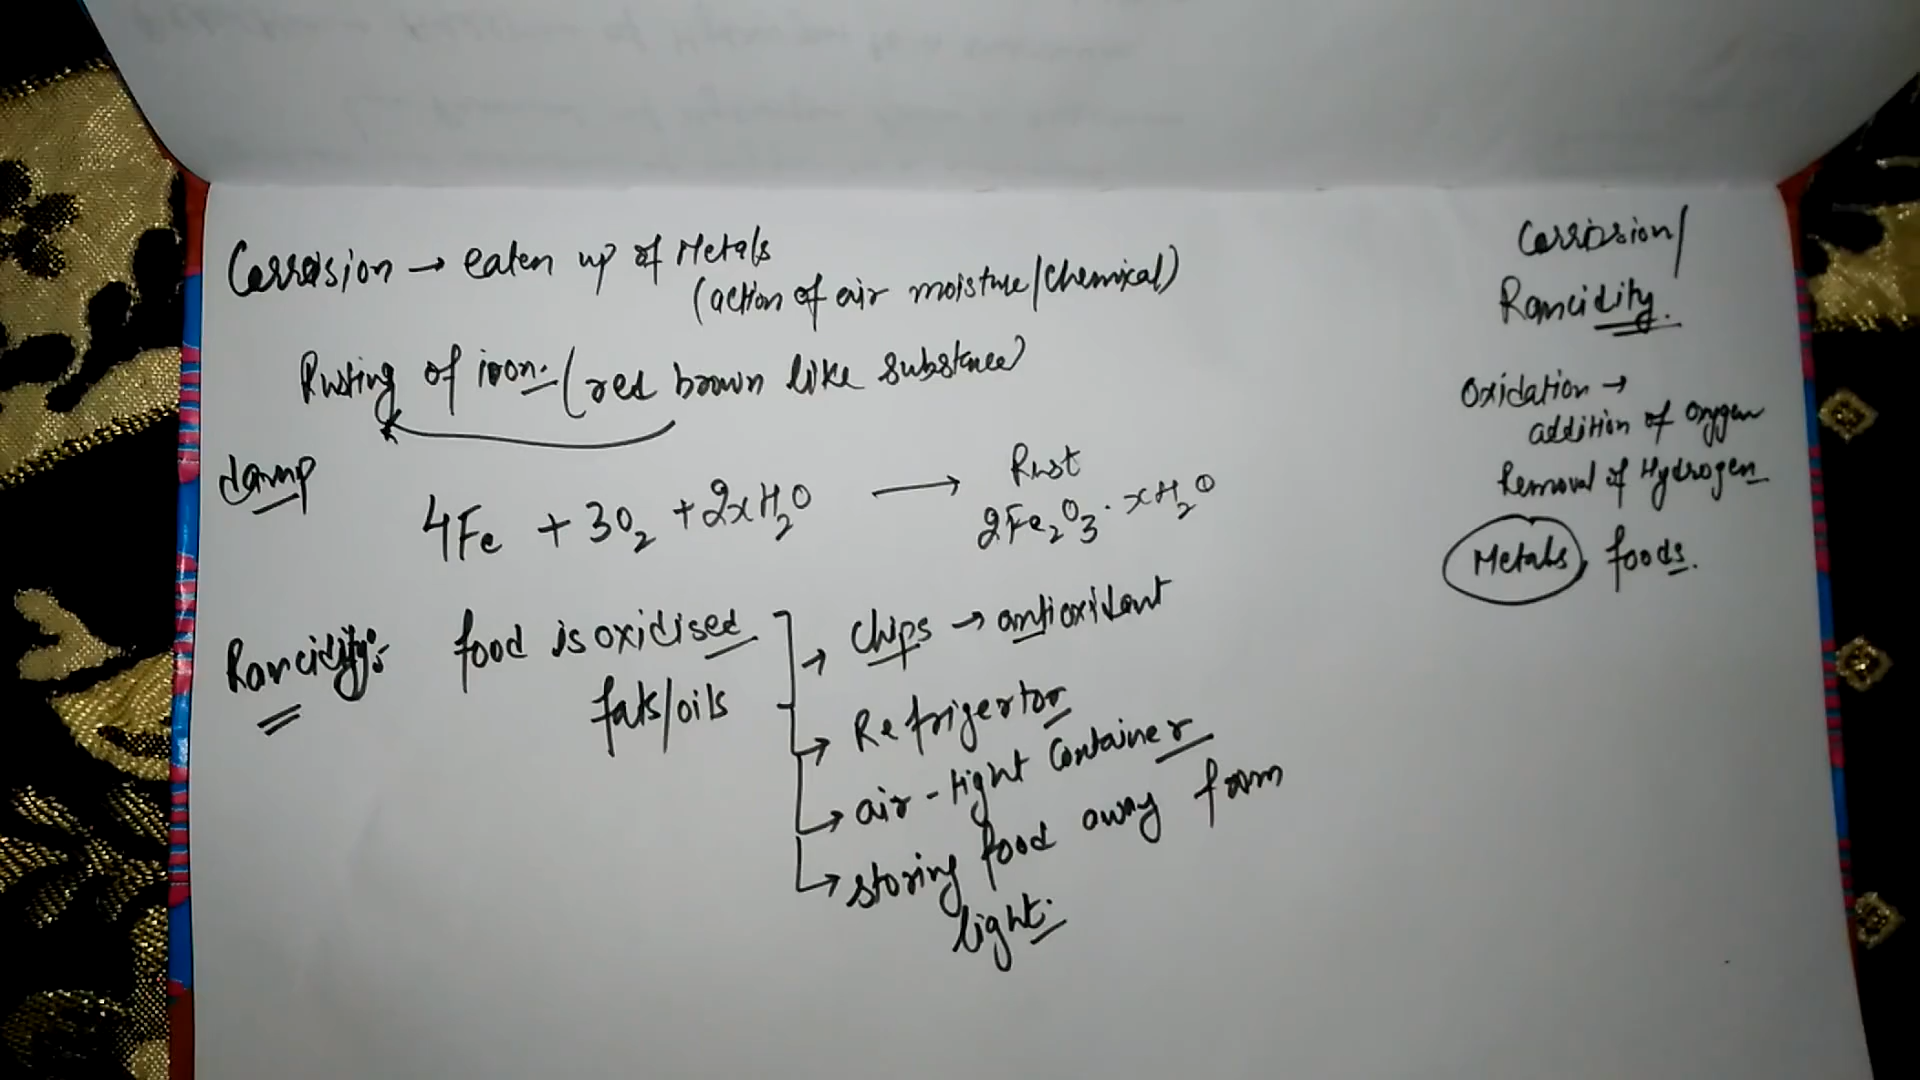 Corrosion → eaten up of Metals
(action of air moisture/chemical)
Rusting of iron. (red brown like substance)
damp
4Fe + 3O₂ + 2xH₂O → Rust
2Fe₂O₃·xH₂O
Rancidity: food is oxidised
fats/oils
→ chips → antioxidant
→ Refrigertor
→ air-tight container
→ storing food away form
light.
Corrosion/
Rancidity.
Oxidation →
addition of oxygen
Removal of Hydrogen
Metals, foods.